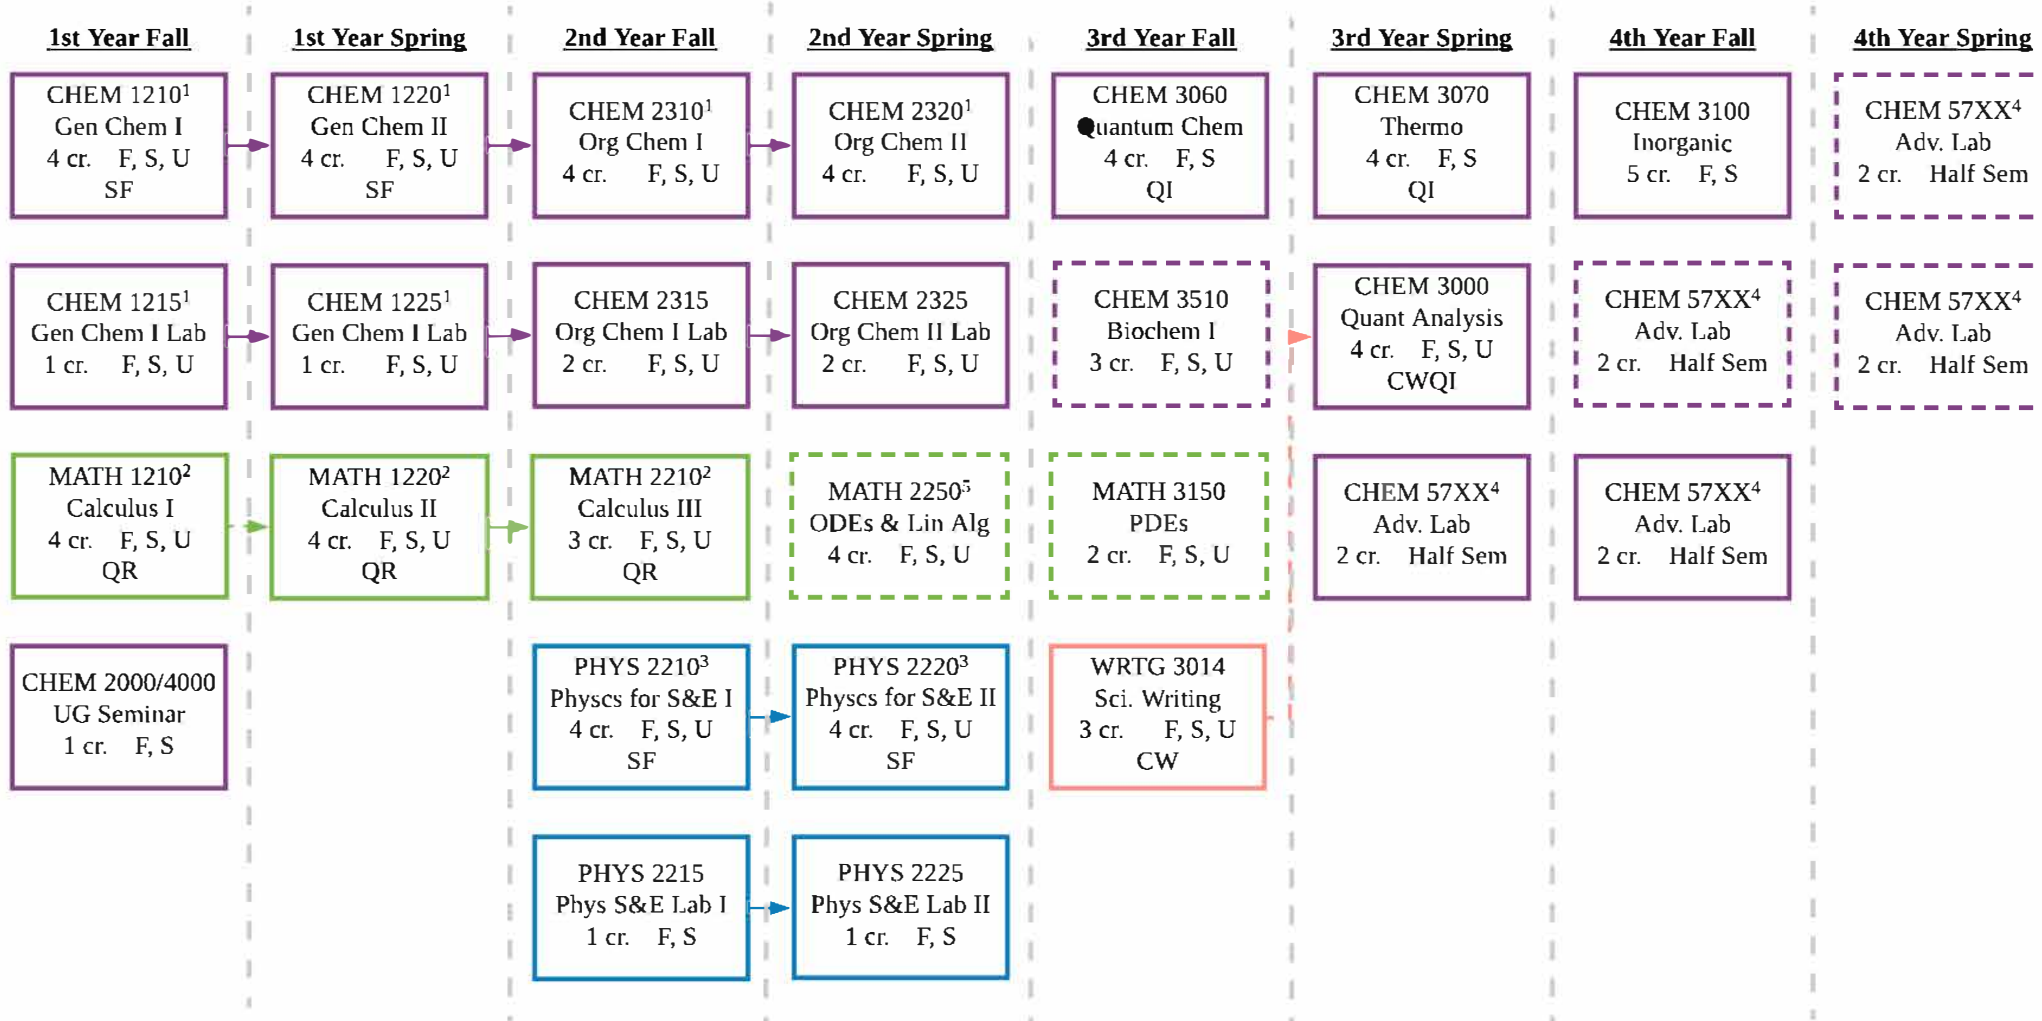 1st Year Fall
CHEM 1210¹
Gen Chem I
4 cr. F, S, U
SF
CHEM 1215¹
Gen Chem I Lab
1 cr. F, S, U
MATH 1210²
Calculus I
4 cr. F, S, U
QR
CHEM 2000/4000
UG Seminar
1 cr. F, S
1st Year Spring
CHEM 1220¹
Gen Chem II
4 cr. F, S, U
SF
CHEM 1225¹
Gen Chem I Lab
1 cr. F, S, U
MATH 1220²
Calculus II
4 cr. F, S, U
QR
2nd Year Fall
CHEM 2310¹
Org Chem I
4 cr. F, S, U
CHEM 2315
Org Chem I Lab
2 cr. F, S, U
MATH 2210²
Calculus III
3 cr. F, S, U
QR
PHYS 2210³
Physcs for S&E I
4 cr. F, S, U
SF
PHYS 2215
Phys S&E Lab I
1 cr. F, S
2nd Year Spring
CHEM 2320¹
Org Chem II
4 cr. F, S, U
CHEM 2325
Org Chem II Lab
2 cr. F, S, U
MATH 2250⁵
ODEs & Lin Alg
4 cr. F, S, U
PHYS 2220³
Physcs for S&E II
4 cr. F, S, U
SF
PHYS 2225
Phys S&E Lab II
1 cr. F, S
3rd Year Fall
CHEM 3060
Quantum Chem
4 cr. F, S
QI
CHEM 3510
Biochem I
3 cr. F, S, U
MATH 3150
PDEs
2 cr. F, S, U
WRTG 3014
Sci. Writing
3 cr. F, S, U
CW
3rd Year Spring
CHEM 3070
Thermo
4 cr. F, S
QI
CHEM 3000
Quant Analysis
4 cr. F, S, U
CWQI
CHEM 57XX⁴
Adv. Lab
2 cr. Half Sem
4th Year Fall
CHEM 3100
Inorganic
5 cr. F, S
CHEM 57XX⁴
Adv. Lab
2 cr. Half Sem
CHEM 57XX⁴
Adv. Lab
2 cr. Half Sem
4th Year Spring
CHEM 57XX⁴
Adv. Lab
2 cr. Half Sem
CHEM 57XX⁴
Adv. Lab
2 cr. Half Sem